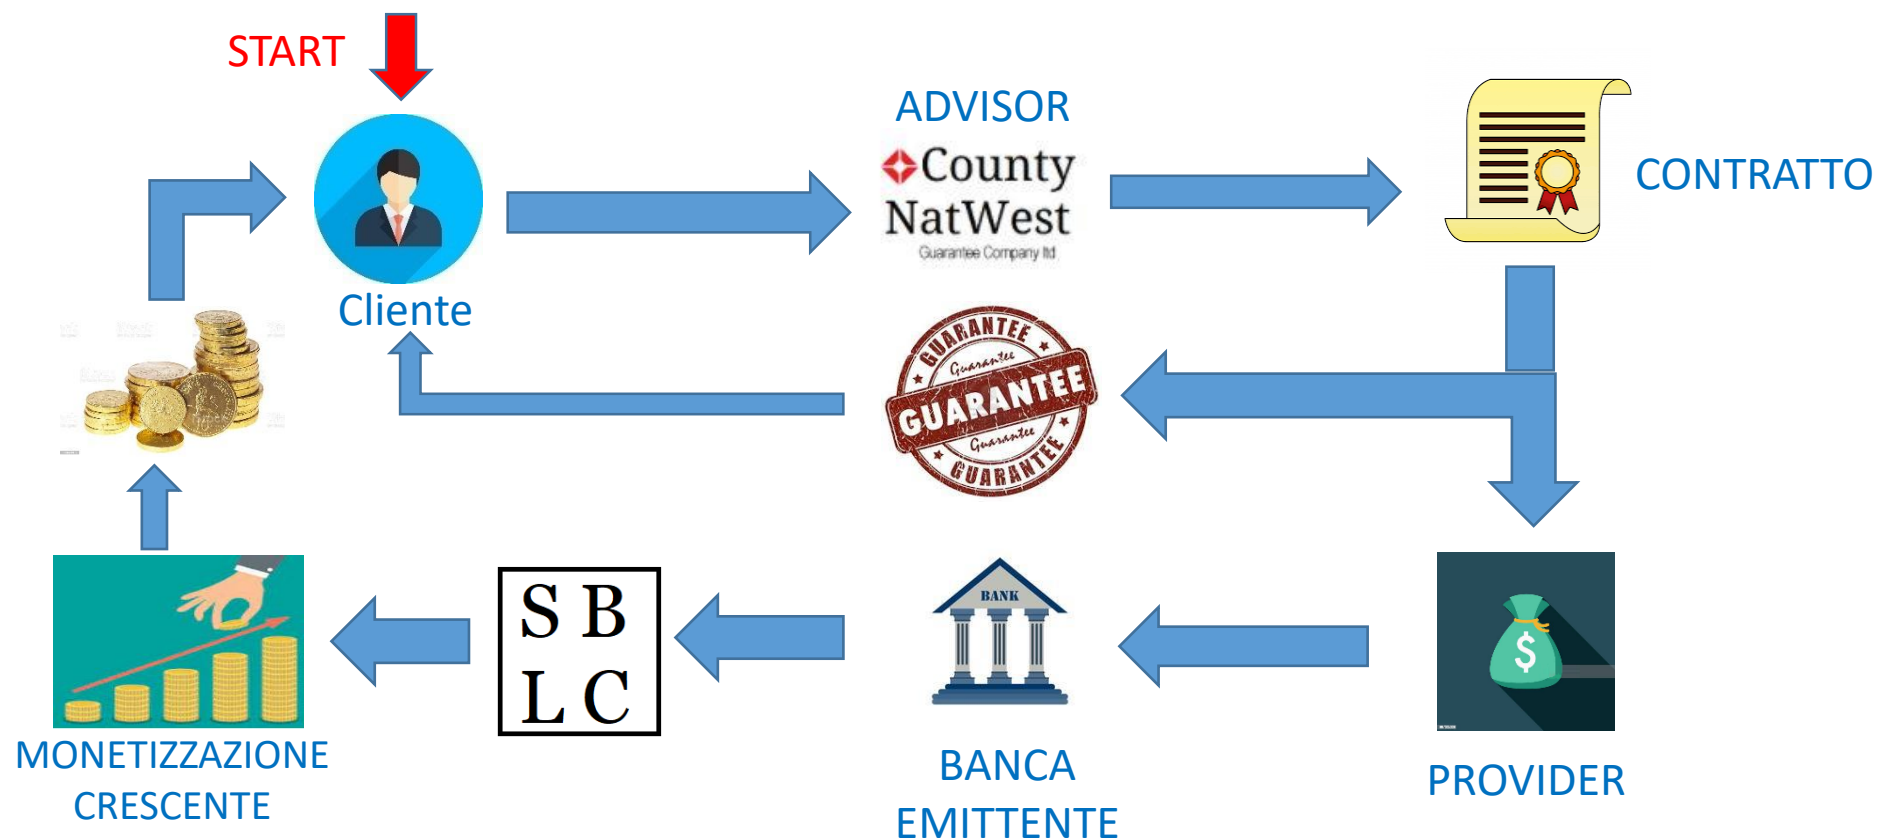 START
ADVISOR
County
NatWest
Guarantee Company ltd
CONTRATTO
Cliente
GUARANTEE
Guarantee
GUARANTEE
Guarantee
GUARANTEE
BANK
S B
L C
$
MONETIZZAZIONE
CRESCENTE
BANCA
EMITTENTE
PROVIDER